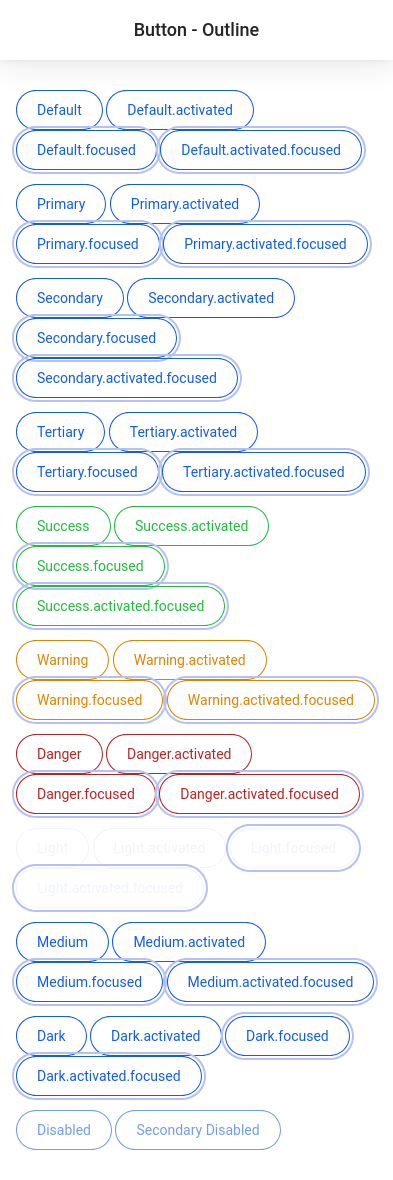 Button - Outline
Default Default.activated
Default.focused Default.activated.focused
Primary Primary.activated
Primary.focused Primary.activated.focused
Secondary Secondary.activated
Secondary.focused
Secondary.activated.focused
Tertiary Tertiary.activated
Tertiary.focused Tertiary.activated.focused
Success Success.activated
Success.focused
Success.activated.focused
Warning Warning.activated
Warning.focused Warning.activated.focused
Danger Danger.activated
Danger.focused Danger.activated.focused
Light Light.activated Light.focused
Light.activated.focused
Medium Medium.activated
Medium.focused Medium.activated.focused
Dark Dark.activated Dark.focused
Dark.activated.focused
Disabled Secondary Disabled